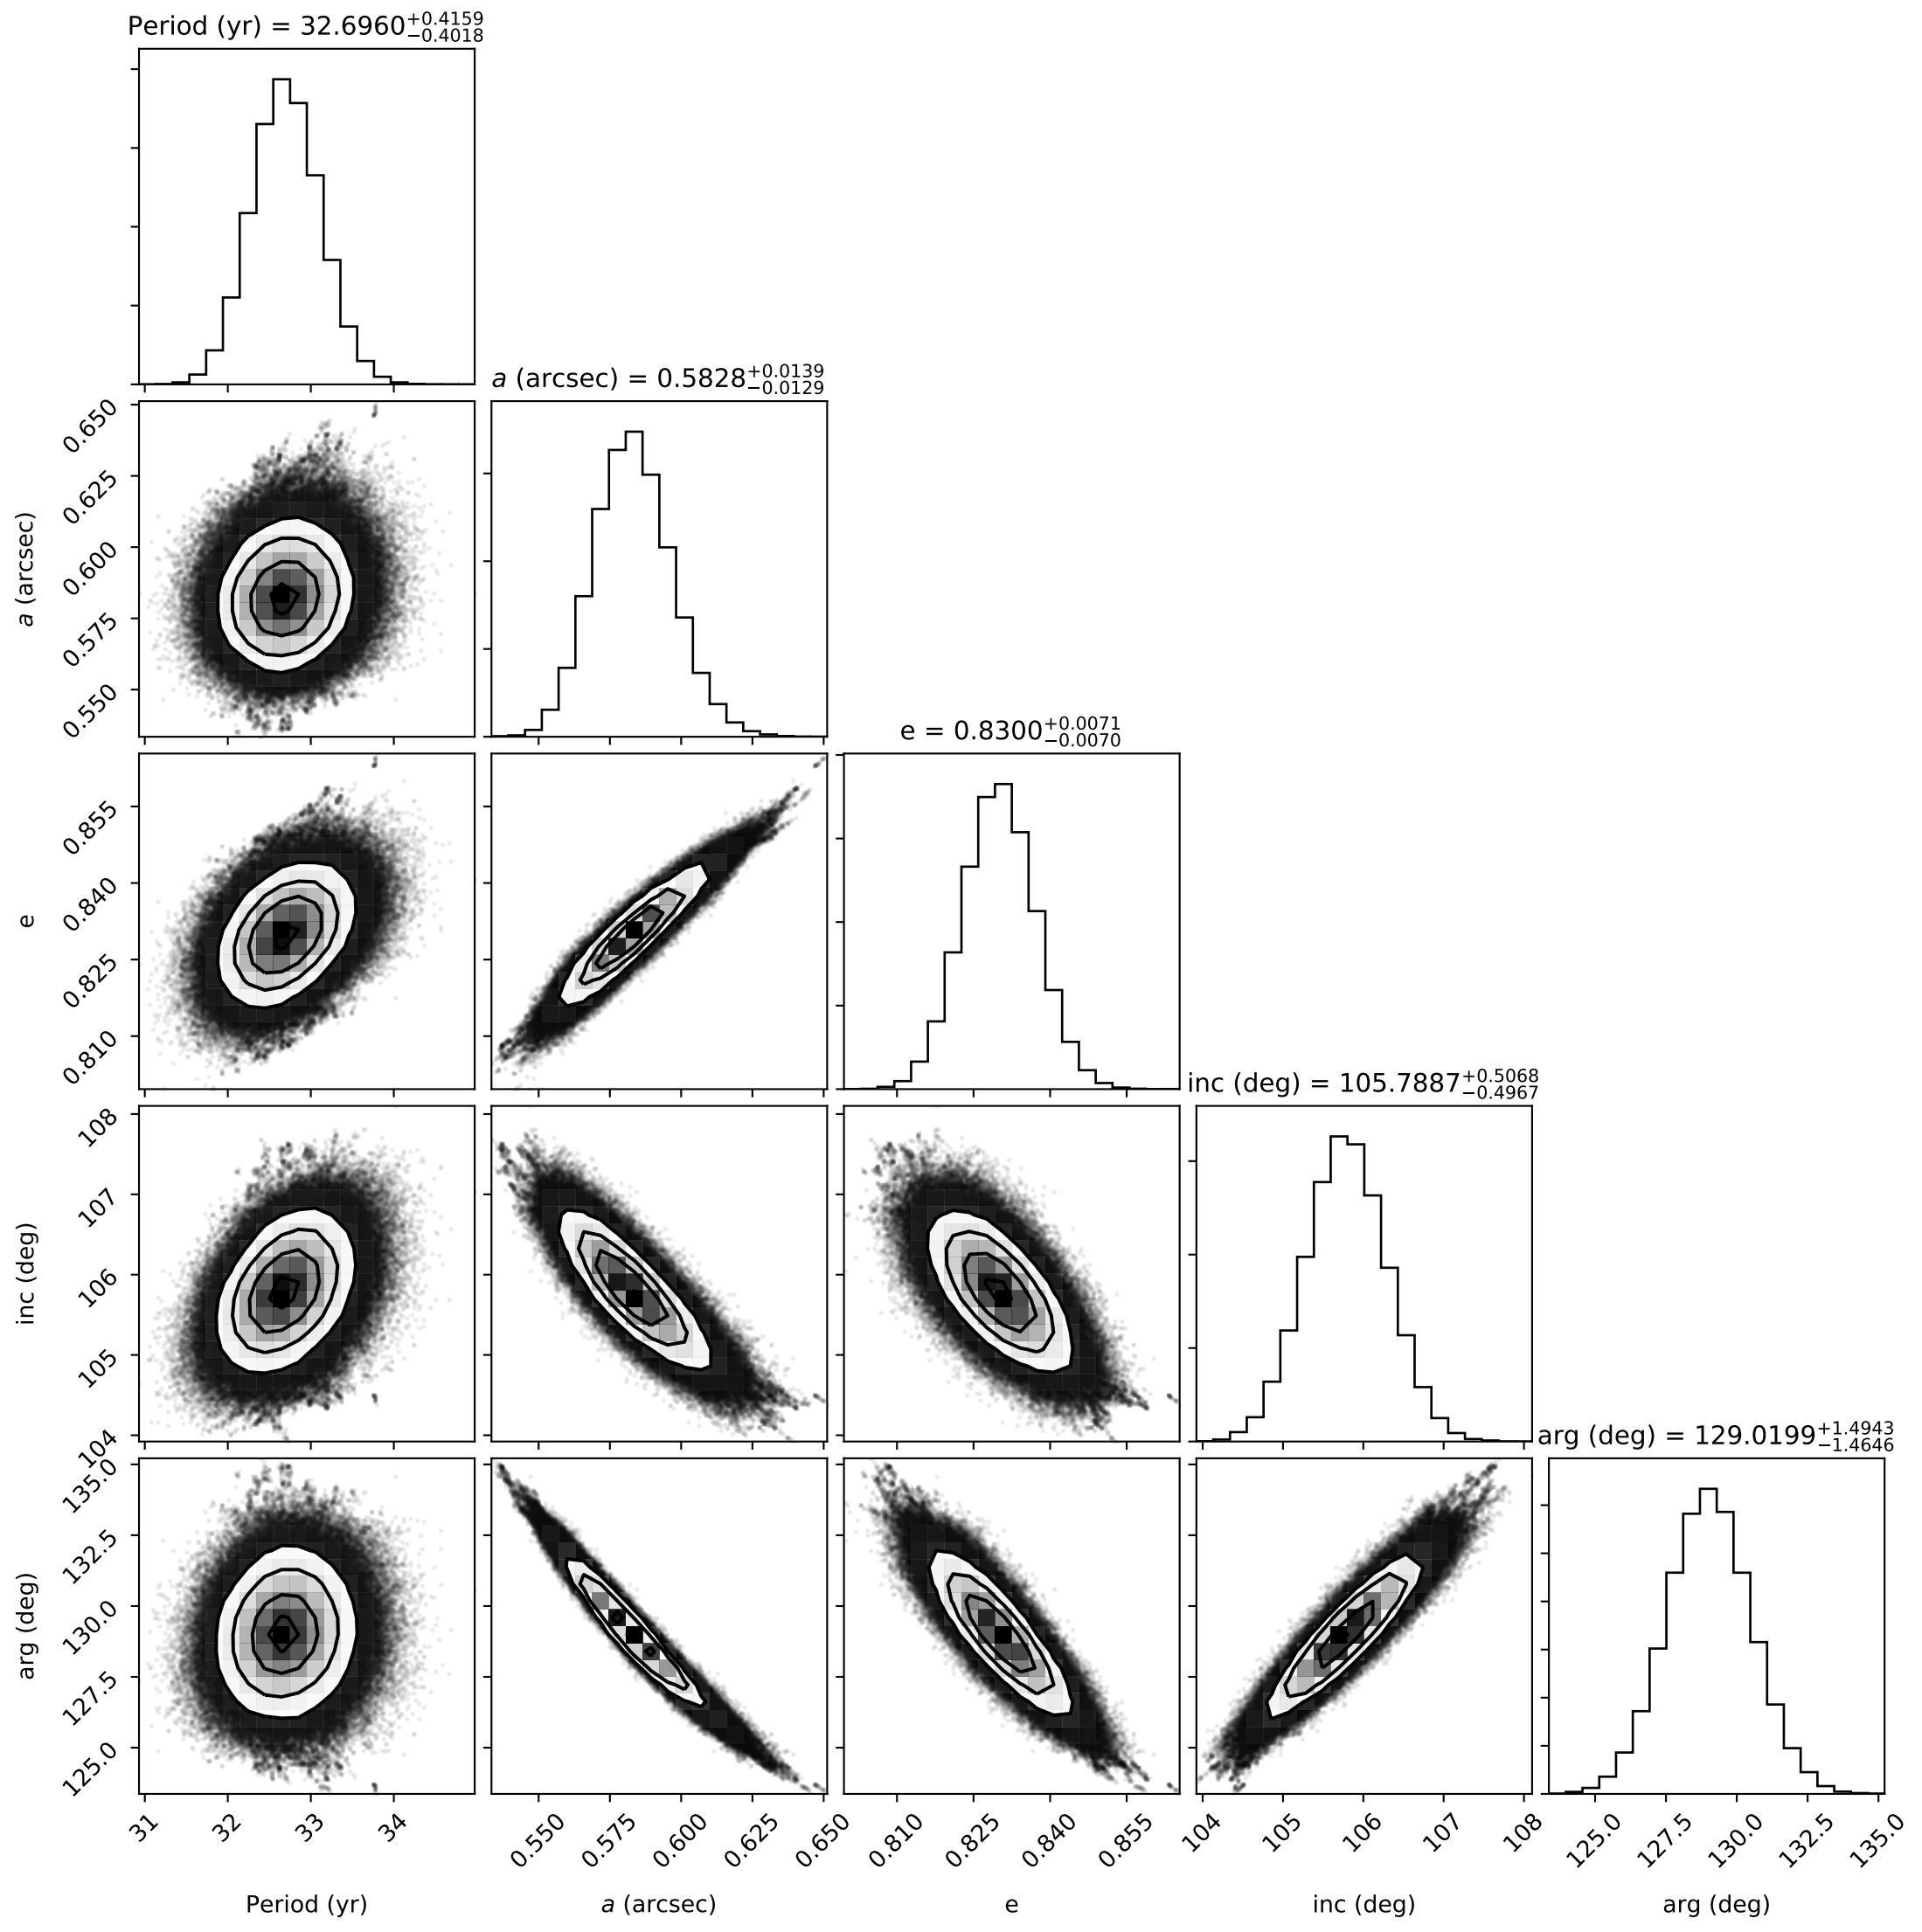 Period (yr) = 32.6960 +0.4159 −0.4018
a (arcsec) = 0.5828 +0.0139 −0.0129
0.650
0.625
0.600
0.575
0.550
a (arcsec)
e = 0.8300 +0.0071 −0.0070
0.855
0.840
0.825
0.810
e
inc (deg) = 105.7887 +0.5068 −0.4967
108
107
106
105
104
inc (deg)
arg (deg) = 129.0199 +1.4943 −1.4646
135.0
132.5
130.0
127.5
125.0
arg (deg)
31 32 33 34 0.550 0.575 0.600 0.625 0.650 0.810 0.825 0.840 0.855 104 105 106 107 108 125.0 127.5 130.0 132.5 135.0
Period (yr) a (arcsec) e inc (deg) arg (deg)